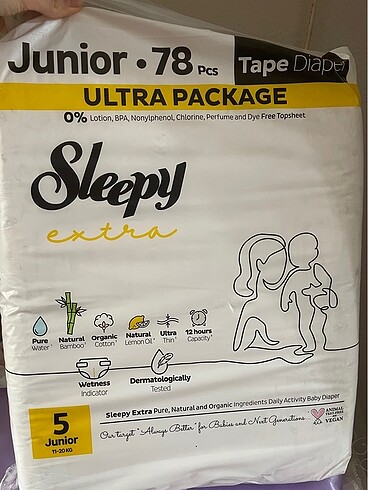 Junior • 78 Pcs
Tape Diaper
ULTRA PACKAGE
0% Lotion, BPA, Nonylphenol, Chlorine, Perfume and Dye Free Topsheet
Sleepy
extra
Pure Water
Natural Bamboo
Organic Cotton
Natural Lemon Oil
Ultra Thin
12 hours Capacity
Wetness Indicator
Dermatologically Tested
5
Junior
11-20 KG
Sleepy Extra Pure, Natural and Organic Ingredients Daily Activity Baby Diaper
Our target "Always Better" for Babies and Next Generations...
ANIMAL
VEGAN